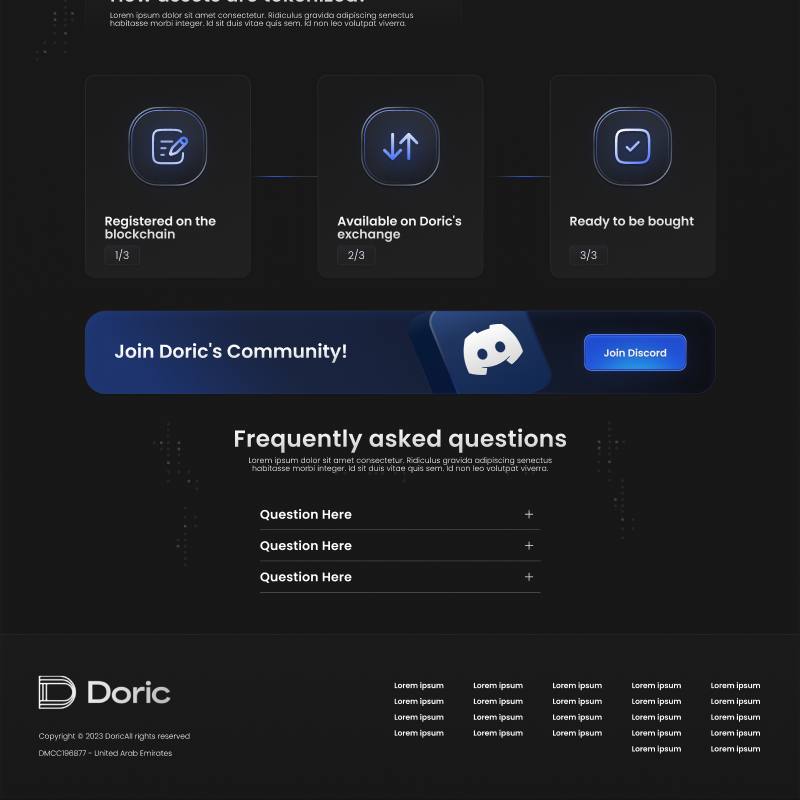 How assets are tokenized?
Lorem ipsum dolor sit amet consectetur. Ridiculus gravida adipiscing senectus
habitasse morbi integer. Id sit duis vitae quis sem. Id non leo volutpat viverra.
Registered on the
blockchain
1/3
Available on Doric's
exchange
2/3
Ready to be bought
3/3
Join Doric's Community!
Join Discord
Frequently asked questions
Lorem ipsum dolor sit amet consectetur. Ridiculus gravida adipiscing senectus
habitasse morbi integer. Id sit duis vitae quis sem. Id non leo volutpat viverra.
Question Here
Question Here
Question Here
Doric
Copyright © 2023 DoricAll rights reserved
DMCC196877 - United Arab Emirates
Lorem ipsum Lorem ipsum Lorem ipsum Lorem ipsum Lorem ipsum
Lorem ipsum Lorem ipsum Lorem ipsum Lorem ipsum Lorem ipsum
Lorem ipsum Lorem ipsum Lorem ipsum Lorem ipsum Lorem ipsum
Lorem ipsum Lorem ipsum Lorem ipsum Lorem ipsum Lorem ipsum
Lorem ipsum Lorem ipsum